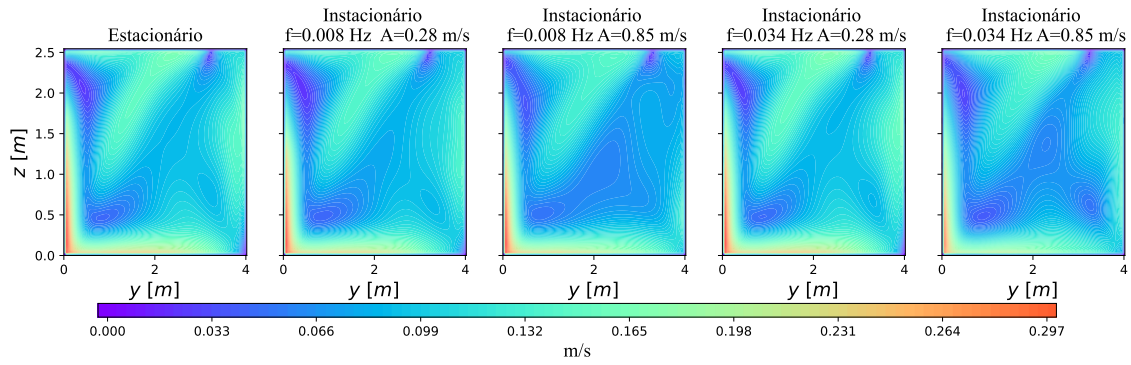 Estacionário
Instacionário
f=0.008 Hz  A=0.28 m/s
Instacionário
f=0.008 Hz A=0.85 m/s
Instacionário
f=0.034 Hz A=0.28 m/s
Instacionário
f=0.034 Hz A=0.85 m/s
z [m]
2.5
2.0
1.5
1.0
0.5
0.0
0 2 4
0 2 4
0 2 4
0 2 4
0 2 4
y [m]
y [m]
y [m]
y [m]
y [m]
0.000 0.033 0.066 0.099 0.132 0.165 0.198 0.231 0.264 0.297
m/s